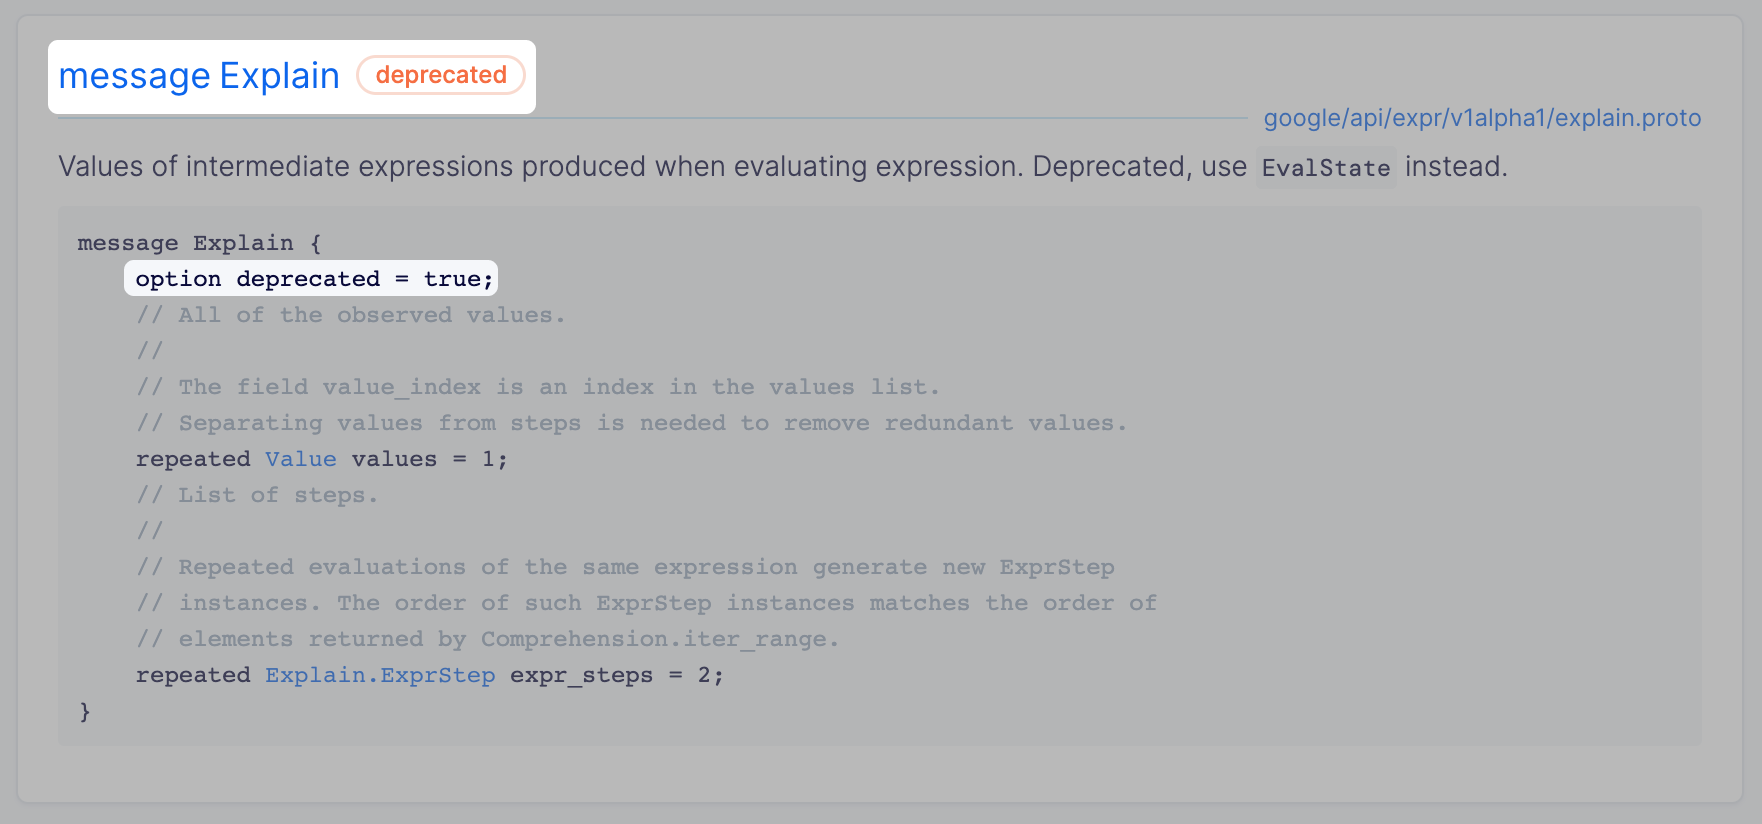 message Explain deprecated
google/api/expr/v1alpha1/explain.proto
Values of intermediate expressions produced when evaluating expression. Deprecated, use EvalState instead.
message Explain {
    option deprecated = true;
    // All of the observed values.
    //
    // The field value_index is an index in the values list.
    // Separating values from steps is needed to remove redundant values.
    repeated Value values = 1;
    // List of steps.
    //
    // Repeated evaluations of the same expression generate new ExprStep
    // instances. The order of such ExprStep instances matches the order of
    // elements returned by Comprehension.iter_range.
    repeated Explain.ExprStep expr_steps = 2;
}